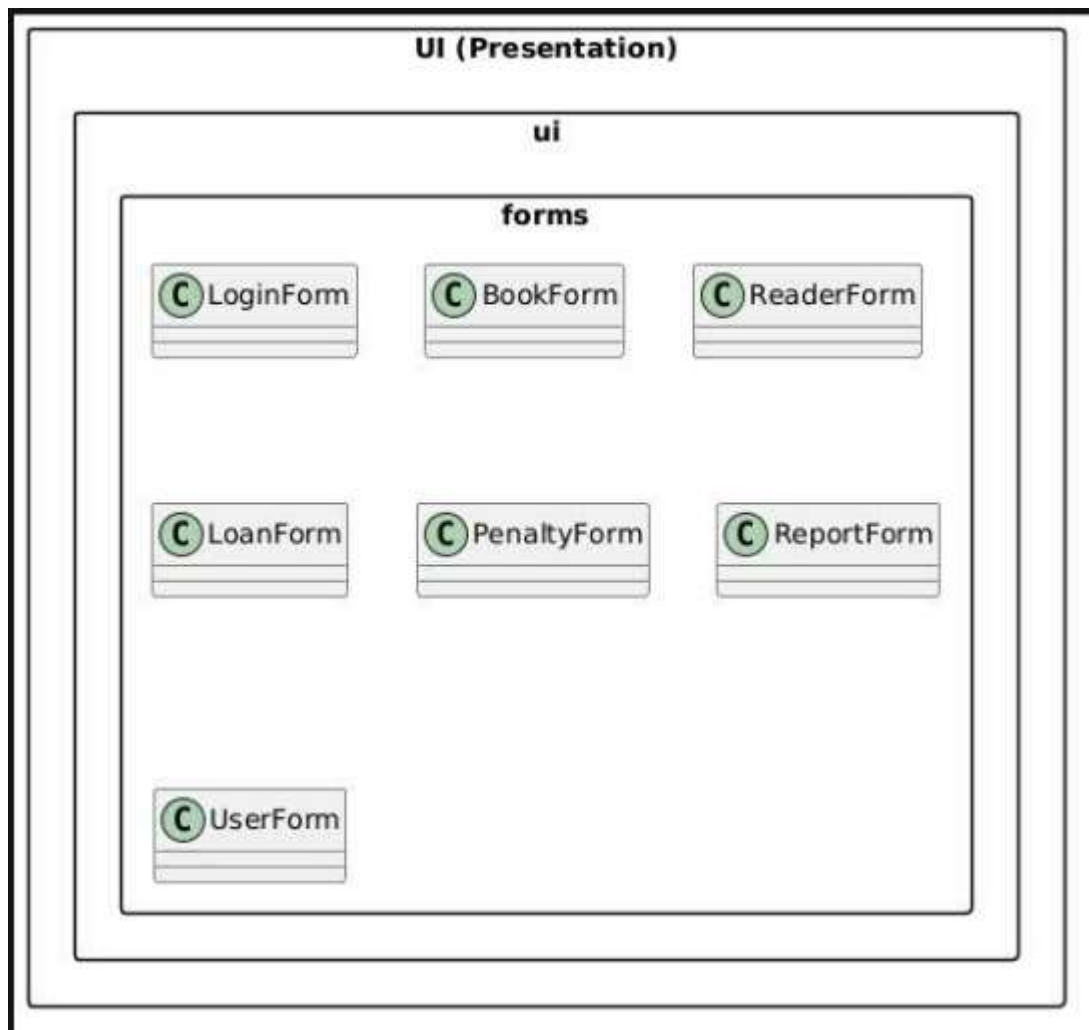 UI (Presentation)
ui
forms
C LoginForm
C BookForm
C ReaderForm
C LoanForm
C PenaltyForm
C ReportForm
C UserForm